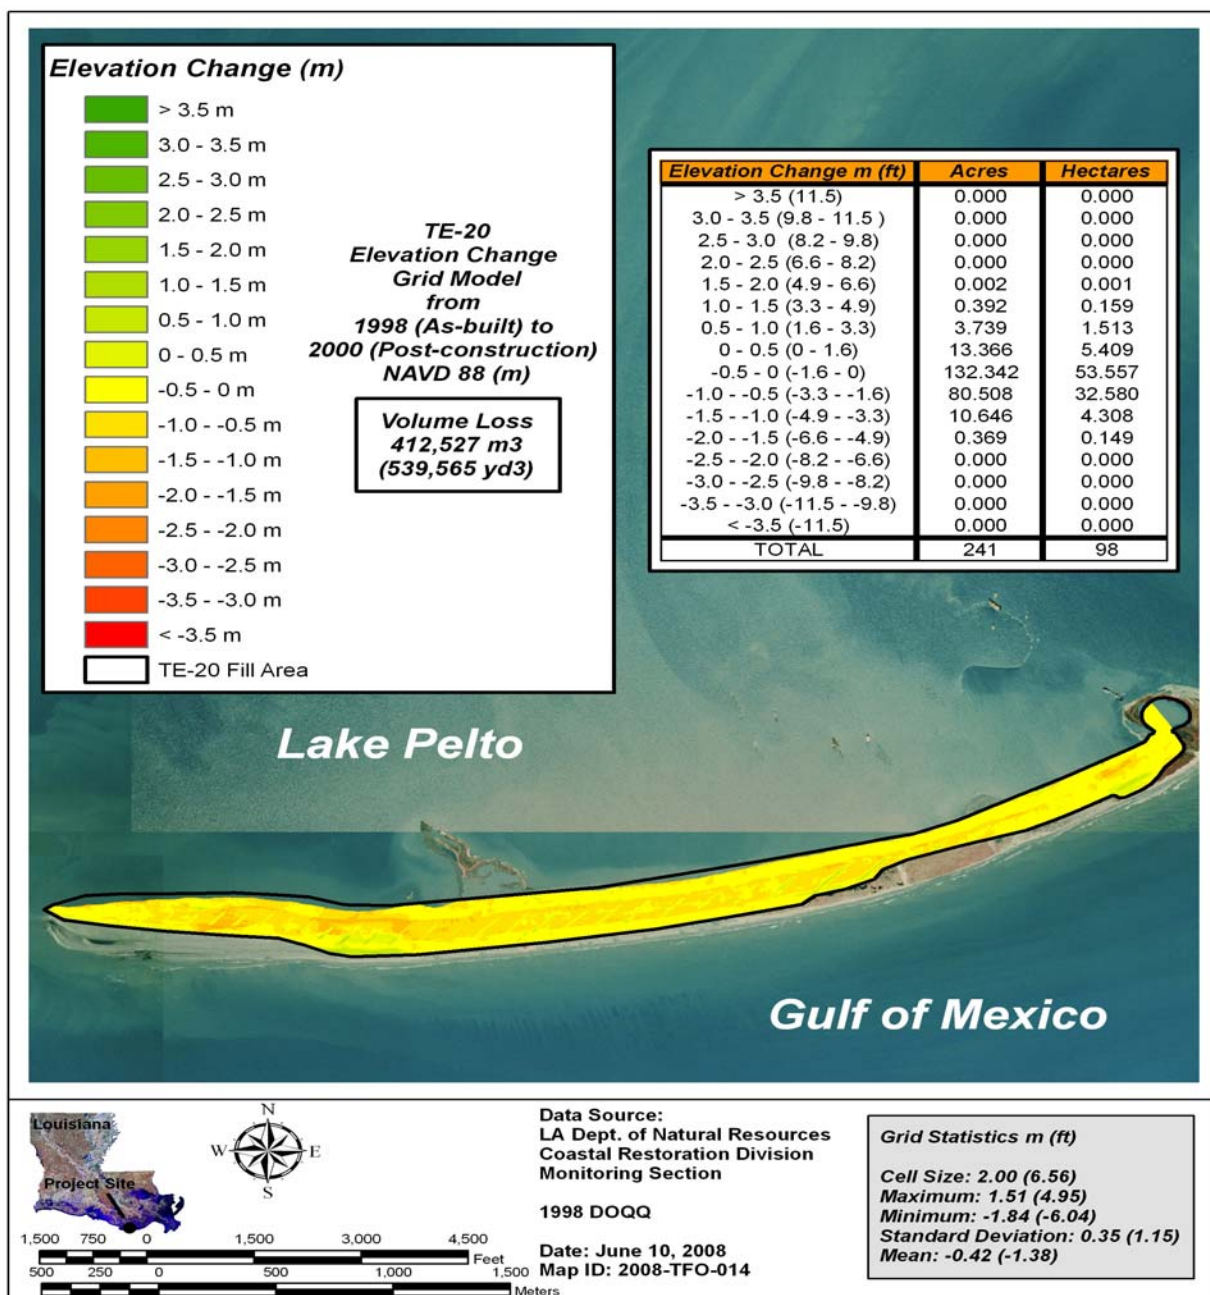 Elevation Change (m)
> 3.5 m
3.0 - 3.5 m
2.5 - 3.0 m
2.0 - 2.5 m
1.5 - 2.0 m
1.0 - 1.5 m
0.5 - 1.0 m
0 - 0.5 m
-0.5 - 0 m
-1.0 - -0.5 m
-1.5 - -1.0 m
-2.0 - -1.5 m
-2.5 - -2.0 m
-3.0 - -2.5 m
-3.5 - -3.0 m
< -3.5 m
TE-20 Fill Area
TE-20
Elevation Change
Grid Model
from
1998 (As-built) to
2000 (Post-construction)
NAVD 88 (m)
Volume Loss
412,527 m3
(539,565 yd3)
Elevation Change m (ft) Acres Hectares
> 3.5 (11.5) 0.000 0.000
3.0 - 3.5 (9.8 - 11.5 ) 0.000 0.000
2.5 - 3.0 (8.2 - 9.8) 0.000 0.000
2.0 - 2.5 (6.6 - 8.2) 0.000 0.000
1.5 - 2.0 (4.9 - 6.6) 0.002 0.001
1.0 - 1.5 (3.3 - 4.9) 0.392 0.159
0.5 - 1.0 (1.6 - 3.3) 3.739 1.513
0 - 0.5 (0 - 1.6) 13.366 5.409
-0.5 - 0 (-1.6 - 0) 132.342 53.557
-1.0 - -0.5 (-3.3 - -1.6) 80.508 32.580
-1.5 - -1.0 (-4.9 - -3.3) 10.646 4.308
-2.0 - -1.5 (-6.6 - -4.9) 0.369 0.149
-2.5 - -2.0 (-8.2 - -6.6) 0.000 0.000
-3.0 - -2.5 (-9.8 - -8.2) 0.000 0.000
-3.5 - -3.0 (-11.5 - -9.8) 0.000 0.000
< -3.5 (-11.5) 0.000 0.000
TOTAL 241 98
Lake Pelto
Gulf of Mexico
Louisiana
Project Site
N
W E
S
1,500 750 0 1,500 3,000 4,500
Feet
500 250 0 500 1,000 1,500
Meters
Data Source:
LA Dept. of Natural Resources
Coastal Restoration Division
Monitoring Section
1998 DOQQ
Date: June 10, 2008
Map ID: 2008-TFO-014
Grid Statistics m (ft)
Cell Size: 2.00 (6.56)
Maximum: 1.51 (4.95)
Minimum: -1.84 (-6.04)
Standard Deviation: 0.35 (1.15)
Mean: -0.42 (-1.38)